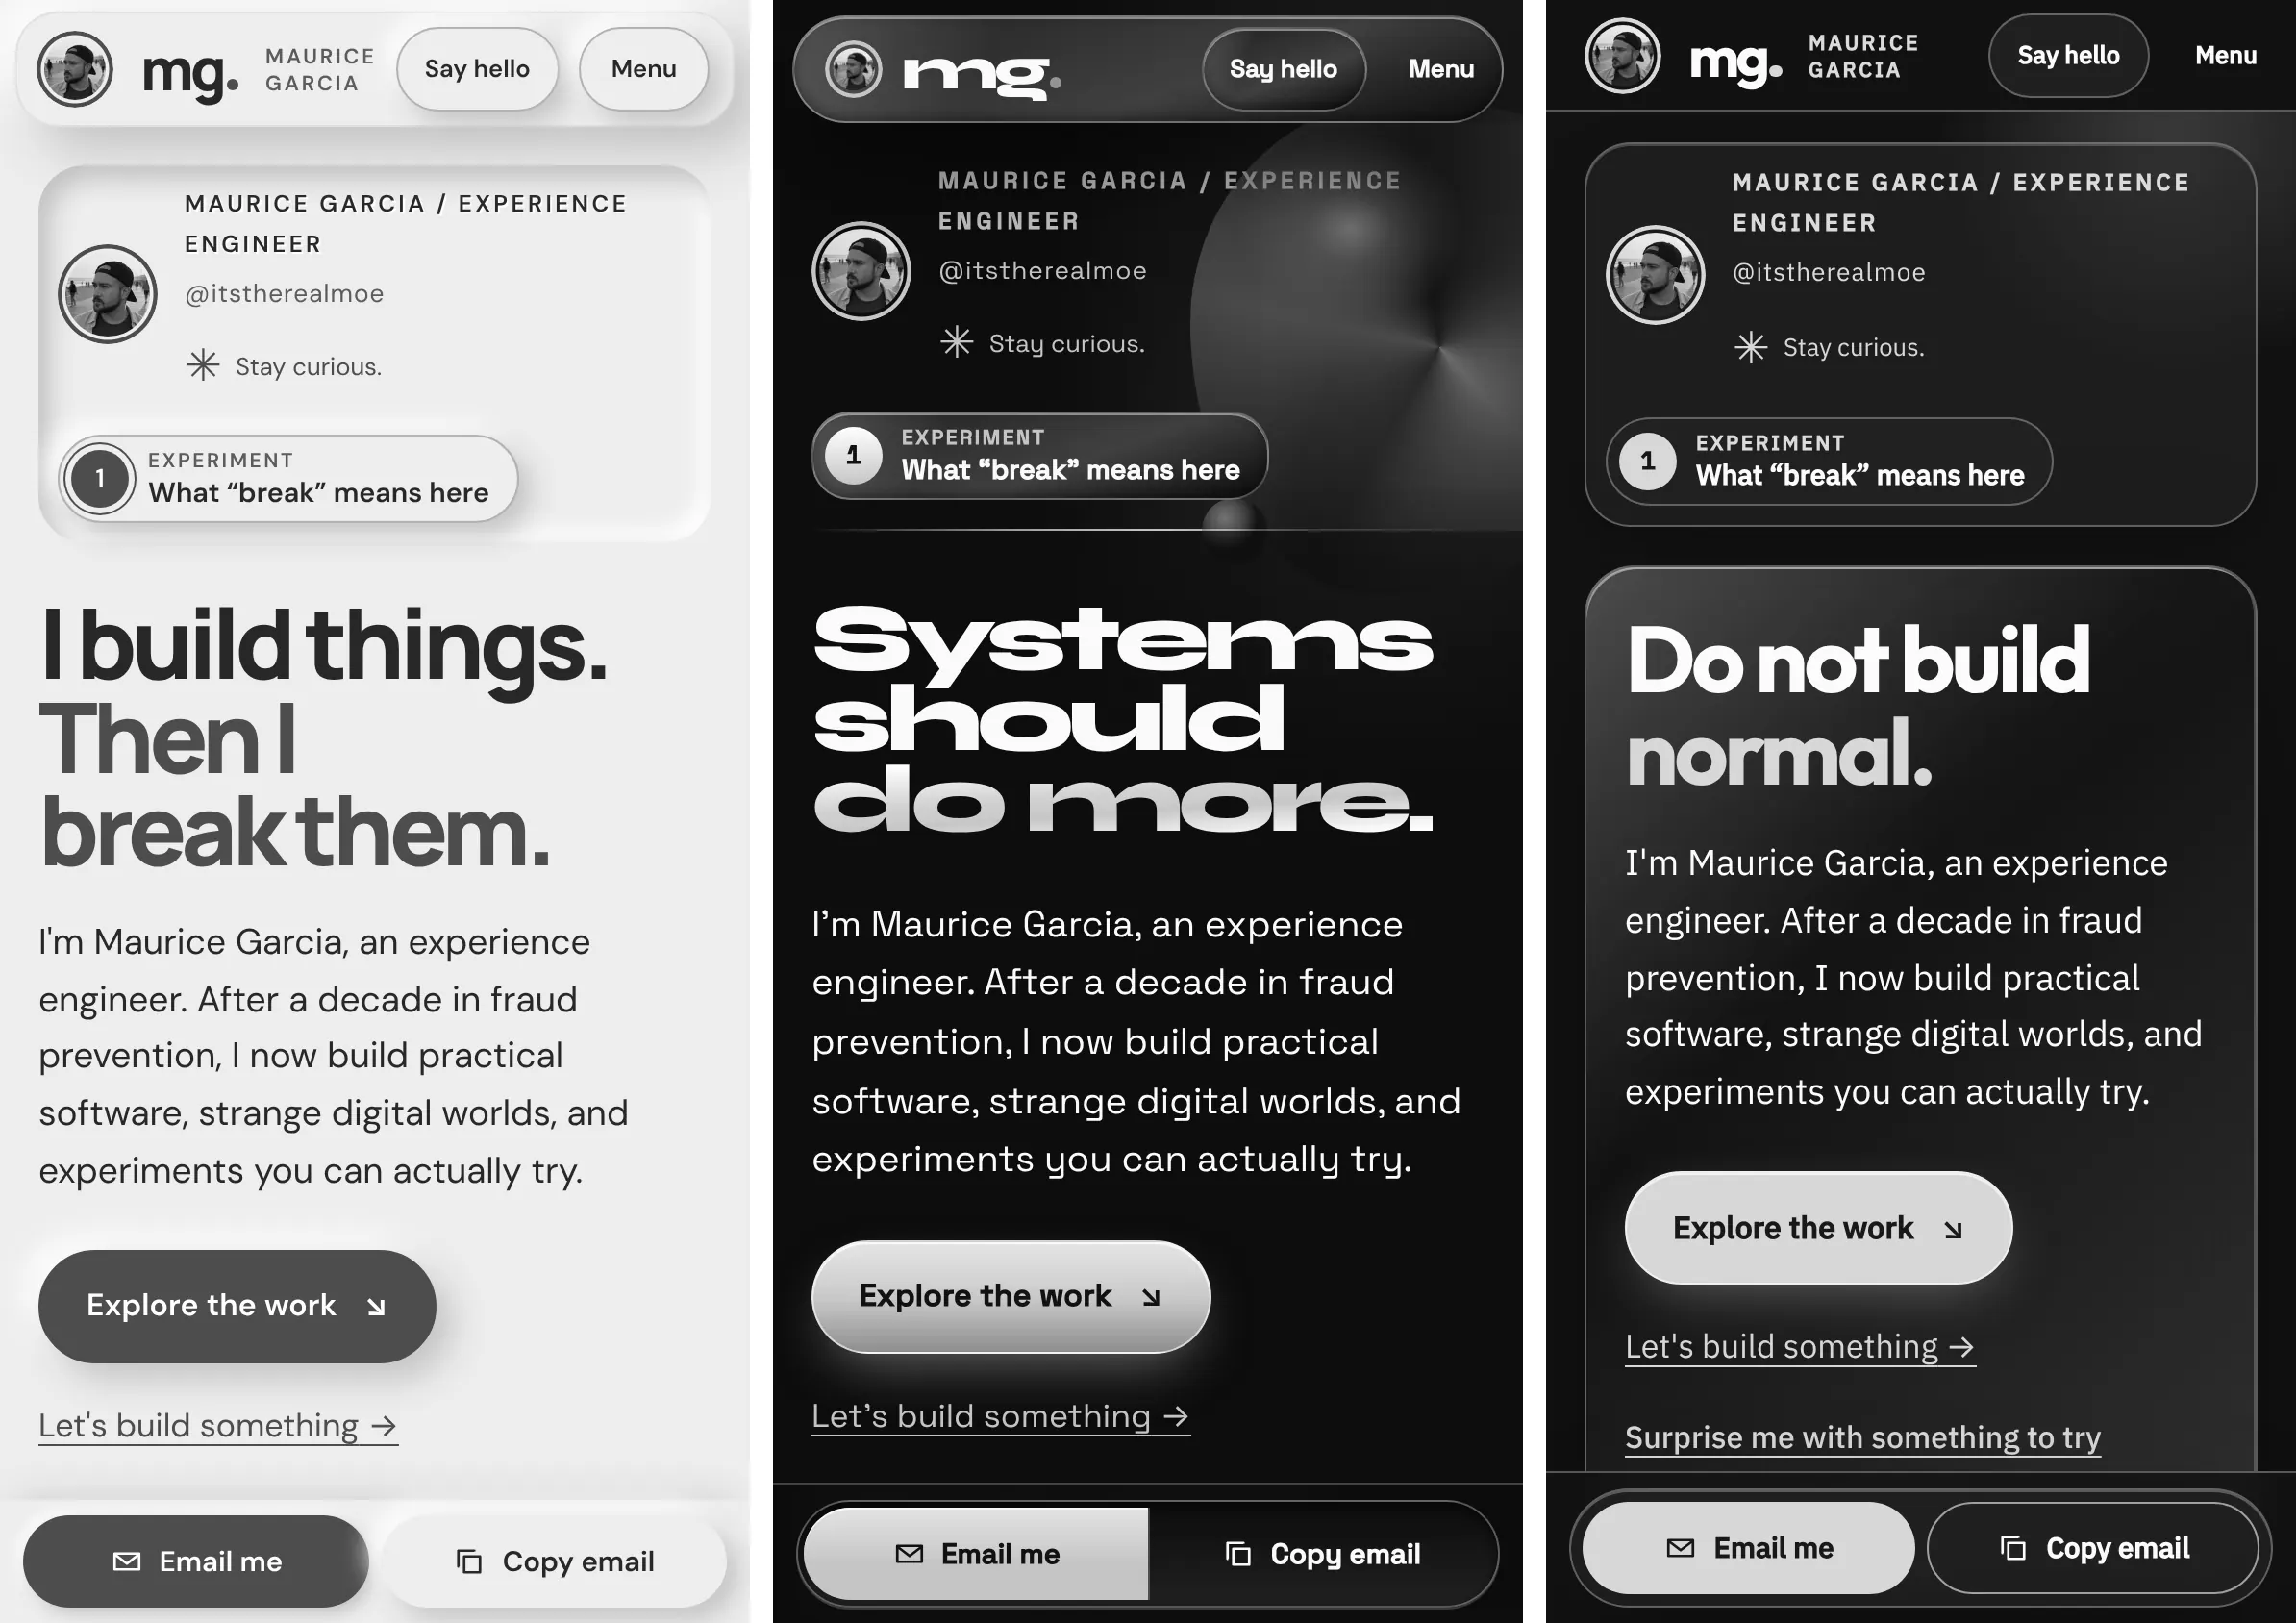 mg.
MAURICE
GARCIA
Say hello
Menu
MAURICE GARCIA / EXPERIENCE
ENGINEER
@itstherealmoe
Stay curious.
1
EXPERIMENT
What “break” means here
I build things.
Then I
break them.
I'm Maurice Garcia, an experience
engineer. After a decade in fraud
prevention, I now build practical
software, strange digital worlds, and
experiments you can actually try.
Explore the work ↘
Let's build something →
Email me
Copy email
mg.
Say hello
Menu
MAURICE GARCIA / EXPERIENCE
ENGINEER
@itstherealmoe
Stay curious.
1
EXPERIMENT
What “break” means here
Systems
should
do more.
I’m Maurice Garcia, an experience
engineer. After a decade in fraud
prevention, I now build practical
software, strange digital worlds, and
experiments you can actually try.
Explore the work ↘
Let’s build something →
Email me
Copy email
mg.
MAURICE
GARCIA
Say hello
Menu
MAURICE GARCIA / EXPERIENCE
ENGINEER
@itstherealmoe
Stay curious.
1
EXPERIMENT
What “break” means here
Do not build
normal.
I'm Maurice Garcia, an experience
engineer. After a decade in fraud
prevention, I now build practical
software, strange digital worlds, and
experiments you can actually try.
Explore the work ↘
Let's build something →
Surprise me with something to try
Email me
Copy email